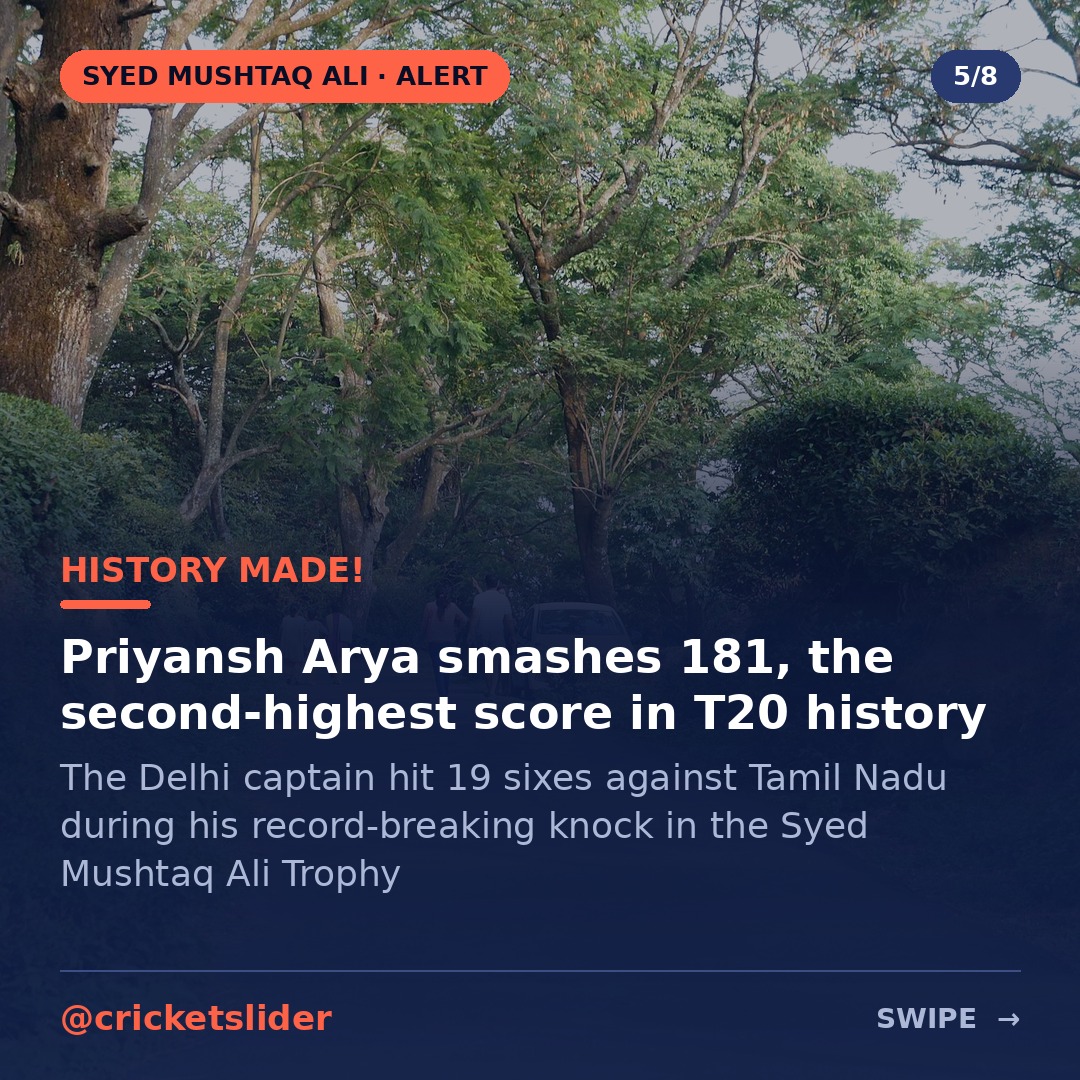 SYED MUSHTAQ ALI · ALERT
5/8
HISTORY MADE!
Priyansh Arya smashes 181, the
second-highest score in T20 history
The Delhi captain hit 19 sixes against Tamil Nadu
during his record-breaking knock in the Syed
Mushtaq Ali Trophy
@cricketslider
SWIPE →